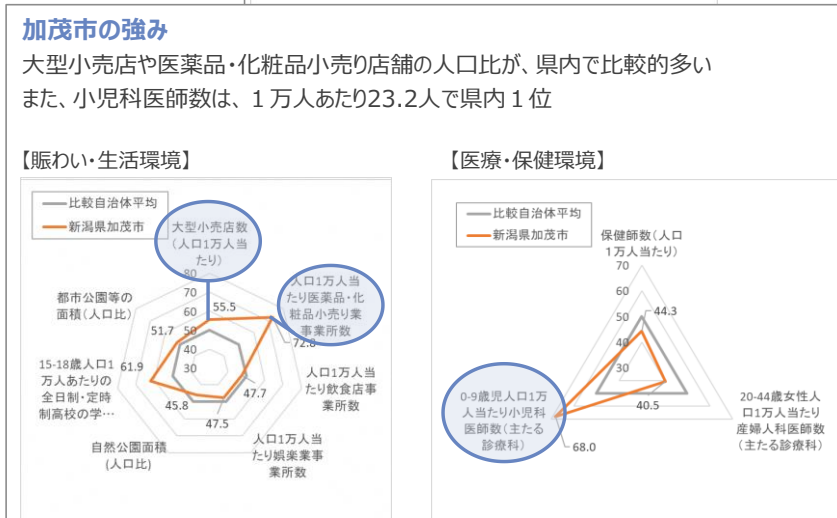 加茂市の強み
大型小売店や医薬品・化粧品小売り店舗の人口比が、県内で比較的多い
また、小児科医師数は、１万人あたり23.2人で県内１位
【賑わい・生活環境】
比較自治体平均
新潟県加茂市
大型小売店数
(人口1万人当
たり)
人口1万人当
たり医薬品・化
粧品小売り業
事業所数
人口1万人当
たり飲食店事
業所数
人口1万人当
たり娯楽業事
業所数
自然公園面積
(人口比)
15-18歳人口1
万人あたりの
全日制・定時
制高校の学…
都市公園等の
面積(人口比)
80
70
60
50
40
30
55.5
72.8
47.7
47.5
45.8
61.9
51.7
【医療・保健環境】
比較自治体平均
新潟県加茂市
保健師数(人口
1万人当たり)
70
60
50
40
30
44.3
40.5
68.0
20-44歳女性人
口1万人当たり
産婦人科医師数
(主たる診療科)
0-9歳児人口1万
人当たり小児科
医師数(主たる
診療科)